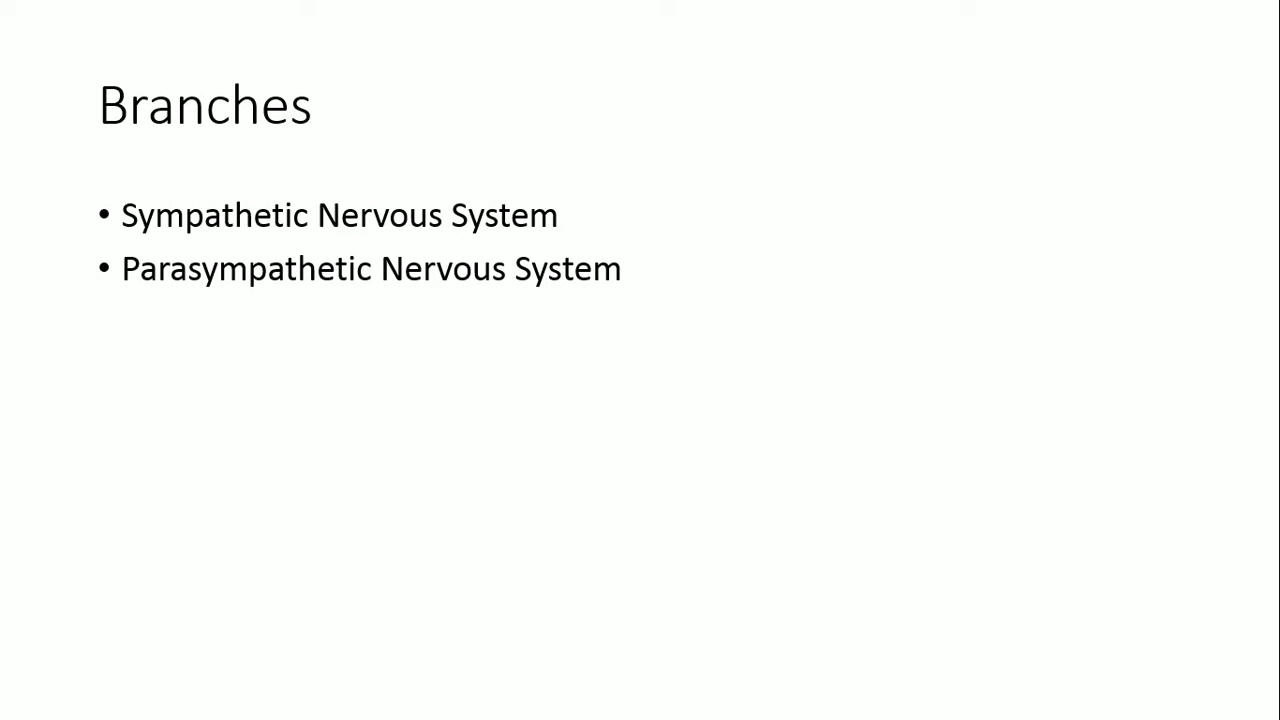 Branches
• Sympathetic Nervous System
• Parasympathetic Nervous System